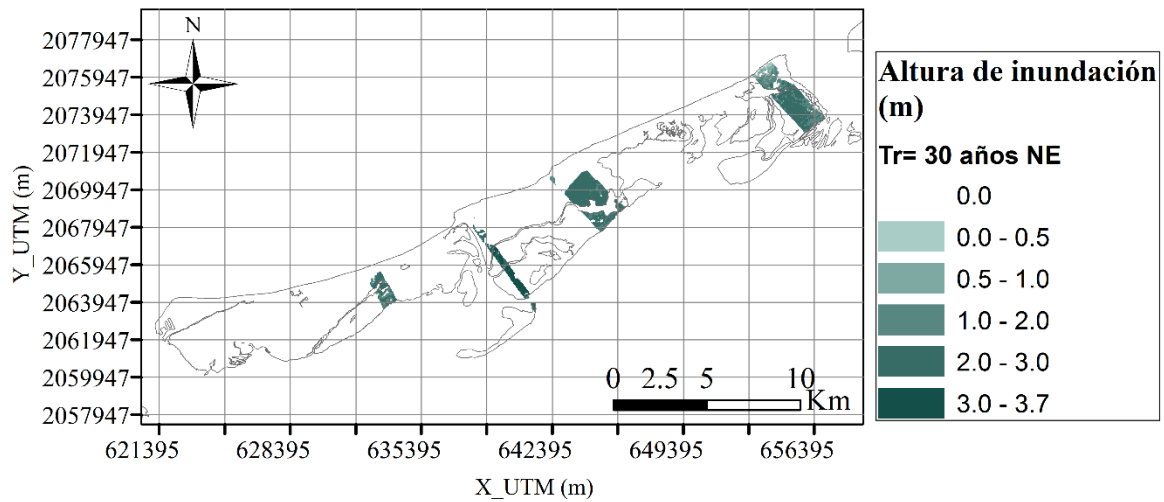 N
2077947
2075947
2073947
2071947
2069947
2067947
2065947
2063947
2061947
2059947
2057947
Y_UTM (m)
621395 628395 635395 642395 649395 656395
X_UTM (m)
0 2.5 5 10
Km
Altura de inundación
(m)
Tr= 30 años NE
0.0
0.0 - 0.5
0.5 - 1.0
1.0 - 2.0
2.0 - 3.0
3.0 - 3.7